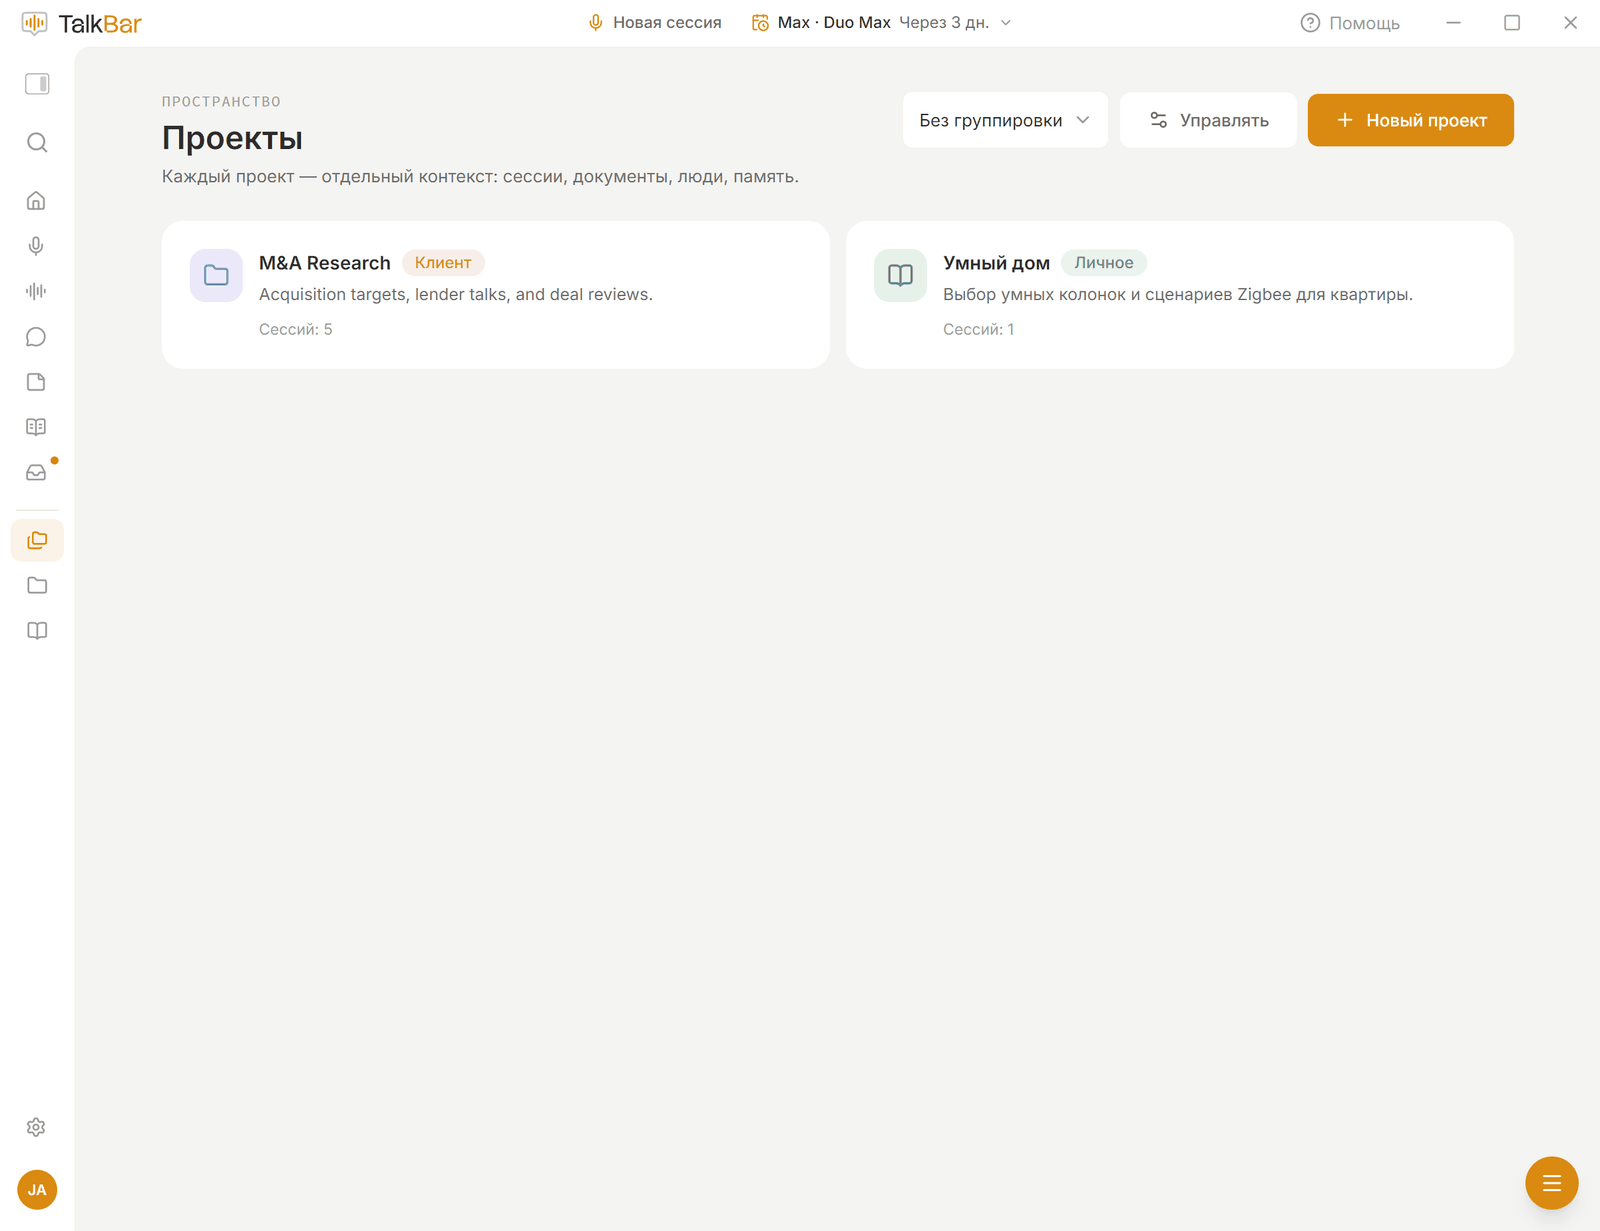 TalkBar
Новая сессия
Max · Duo Max Через 3 дн.
Помощь
ПРОСТРАНСТВО
Проекты
Каждый проект — отдельный контекст: сессии, документы, люди, память.
Без группировки
Управлять
Новый проект
M&A Research Клиент
Acquisition targets, lender talks, and deal reviews.
Сессий: 5
Умный дом Личное
Выбор умных колонок и сценариев Zigbee для квартиры.
Сессий: 1
JA